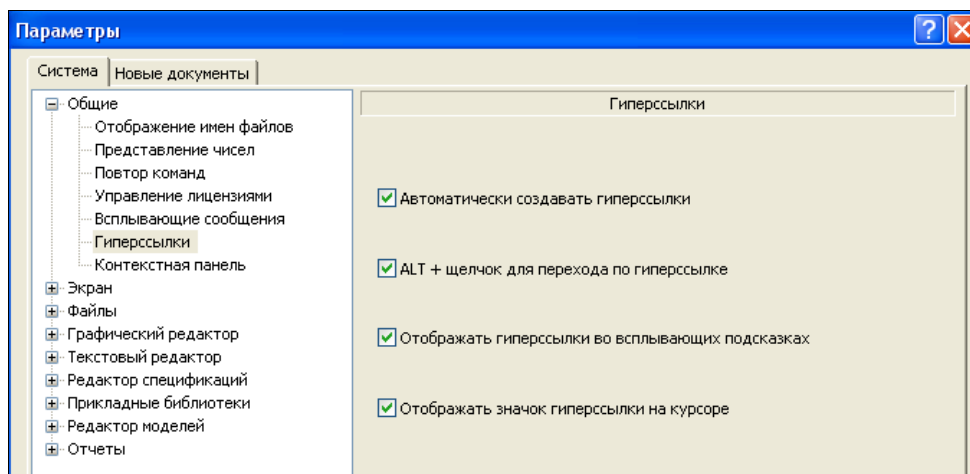 Параметры
Система
Новые документы
Общие
Отображение имен файлов
Представление чисел
Повтор команд
Управление лицензиями
Всплывающие сообщения
Гиперссылки
Контекстная панель
Экран
Файлы
Графический редактор
Текстовый редактор
Редактор спецификаций
Прикладные библиотеки
Редактор моделей
Отчеты
Гиперссылки
Автоматически создавать гиперссылки
ALT + щелчок для перехода по гиперссылке
Отображать гиперссылки во всплывающих подсказках
Отображать значок гиперссылки на курсоре